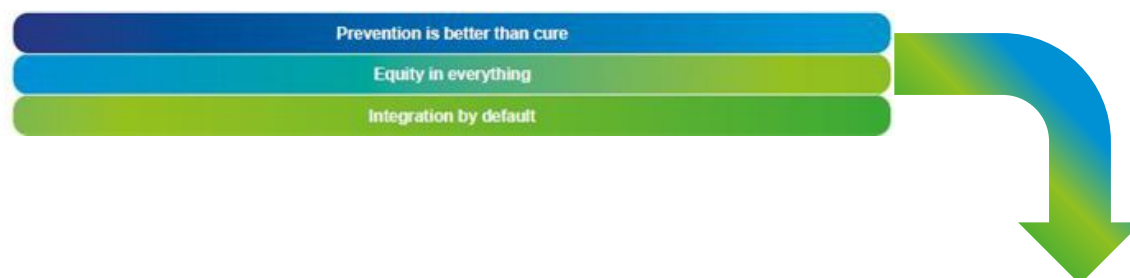 Prevention is better than cure
Equity in everything
Integration by default